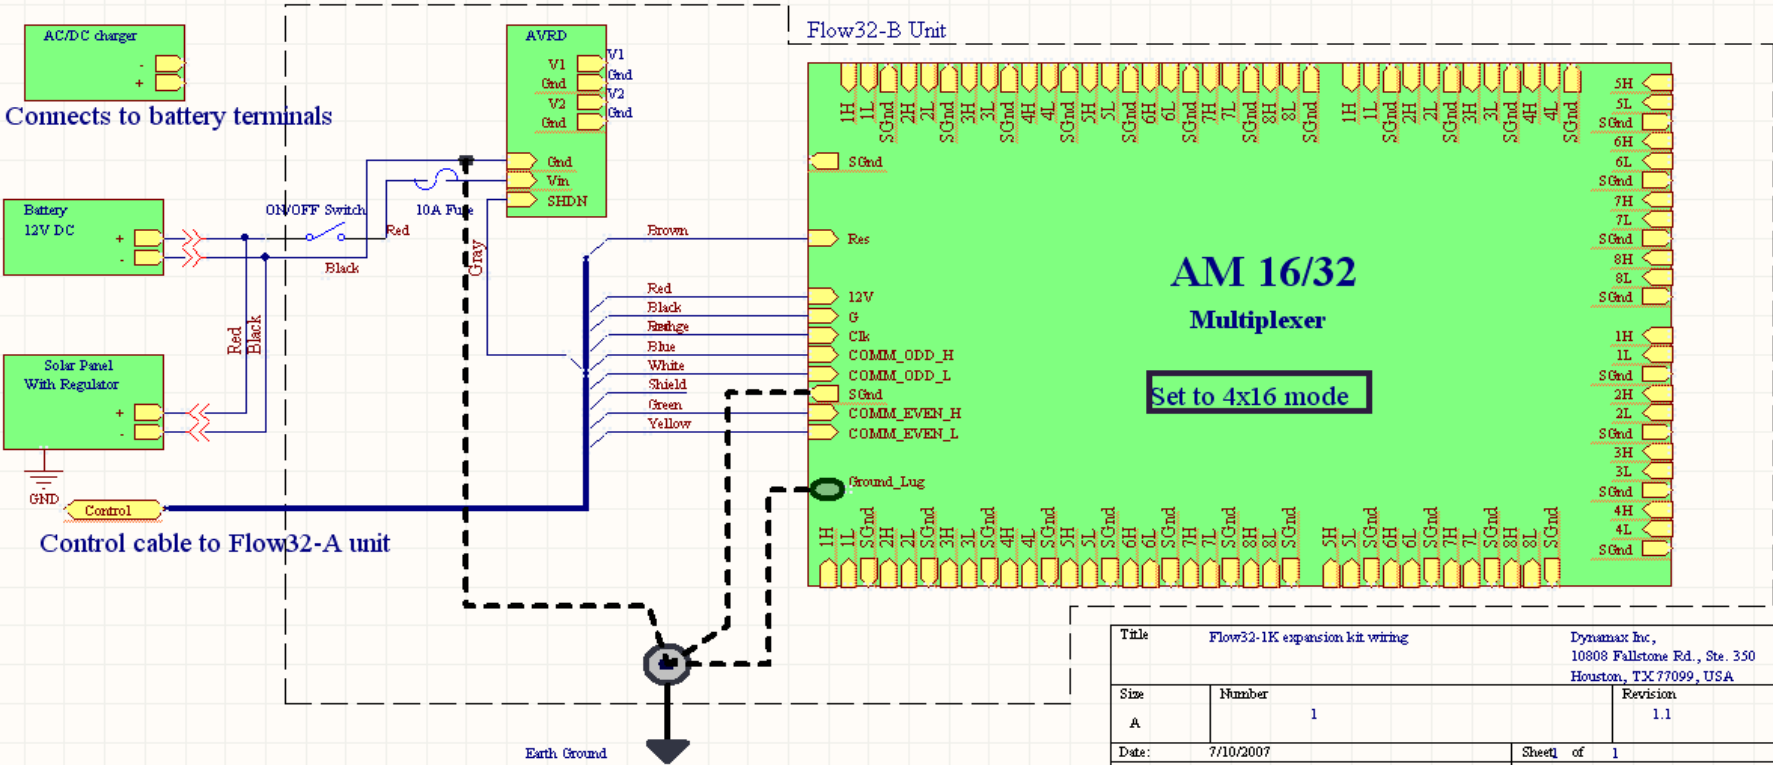 Flow32-B Unit
AC/DC charger
-
+
Connects to battery terminals
AVRD
V1
Gnd
V2
Gnd
V1
Gnd
V2
Gnd
Gnd
Vin
SHDN
Battery
12V DC
+
-
ON/OFF Switch
10A Fuse
Red
Black
Gray
Red
Black
Solar Panel
With Regulator
+
-
GND
Control
Control cable to Flow32-A unit
Brown
Red
Black
Blue
White
Shield
Green
Yellow
1H 1L SGnd 2H 2L SGnd 3H 3L SGnd 4H 4L SGnd 5H 5L SGnd 6H 6L SGnd 7H 7L SGnd 8H 8L SGnd
1H 1L SGnd 2H 2L SGnd 3H 3L SGnd 4H 4L SGnd
SGnd
Res
12V
G
Clk
COMM_ODD_H
COMM_ODD_L
SGnd
COMM_EVEN_H
COMM_EVEN_L
Ground_Lug
AM 16/32
Multiplexer
Set to 4x16 mode
5H
5L
SGnd
6H
6L
SGnd
7H
7L
SGnd
8H
8L
SGnd
1H
1L
SGnd
2H
2L
SGnd
3H
3L
SGnd
4H
4L
SGnd
1H 1L SGnd 2H 2L SGnd 3H 3L SGnd 4H 4L SGnd 5H 5L SGnd 6H 6L SGnd 7H 7L SGnd 8H 8L SGnd
5H 5L SGnd 6H 6L SGnd 7H 7L SGnd 8H 8L SGnd
Earth Ground
Title
Flow32-1K expansion kit wiring
Dynamax Inc,
10808 Fallstone Rd., Ste. 350
Houston, TX 77099, USA
Size
A
Number
1
Revision
1.1
Date:
7/10/2007
Sheet1 of 1